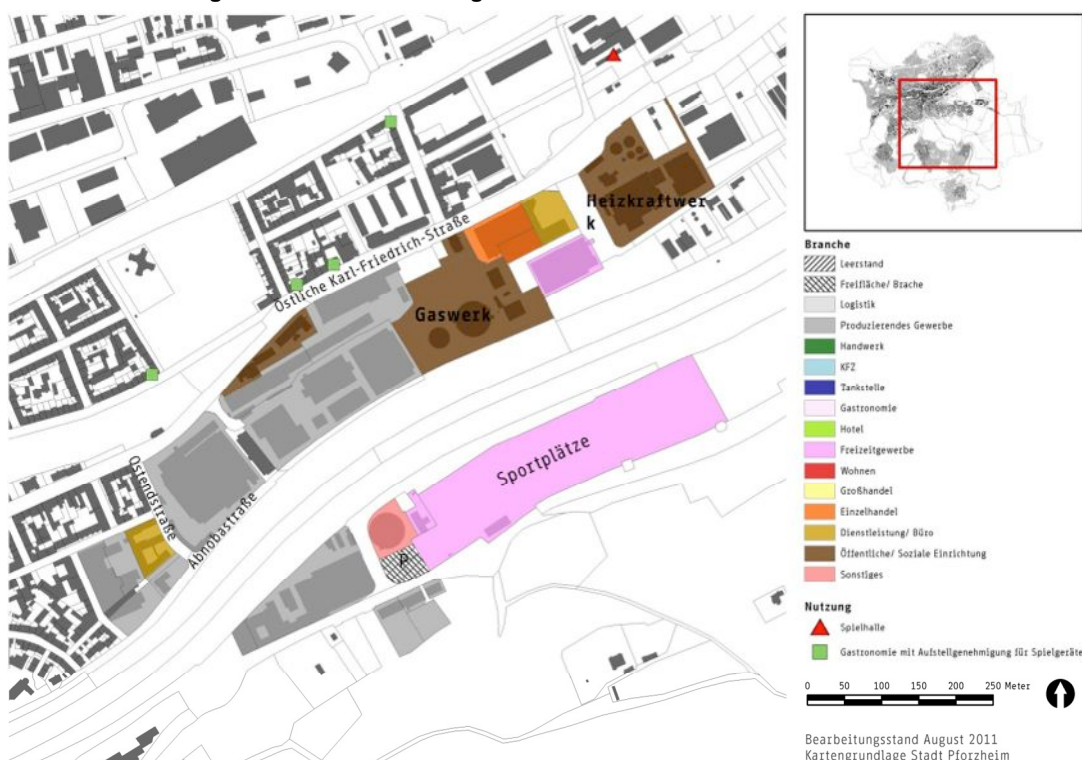 Heizkraftwer
k
Östliche Karl-Friedrich-Straße
Gaswerk
Sportplätze
Ostendstraße
Abnobastraße
P
Branche
Leerstand
Freifläche/ Brache
Logistik
Produzierendes Gewerbe
Handwerk
KFZ
Tankstelle
Gastronomie
Hotel
Freizeitgewerbe
Wohnen
Großhandel
Einzelhandel
Dienstleistung/ Büro
Öffentliche/ Soziale Einrichtung
Sonstiges
Nutzung
Spielhalle
Gastronomie mit Aufstellgenehmigung für Spielgeräte
0 50 100 150 200 250 Meter
Bearbeitungsstand August 2011
Kartengrundlage Stadt Pforzheim